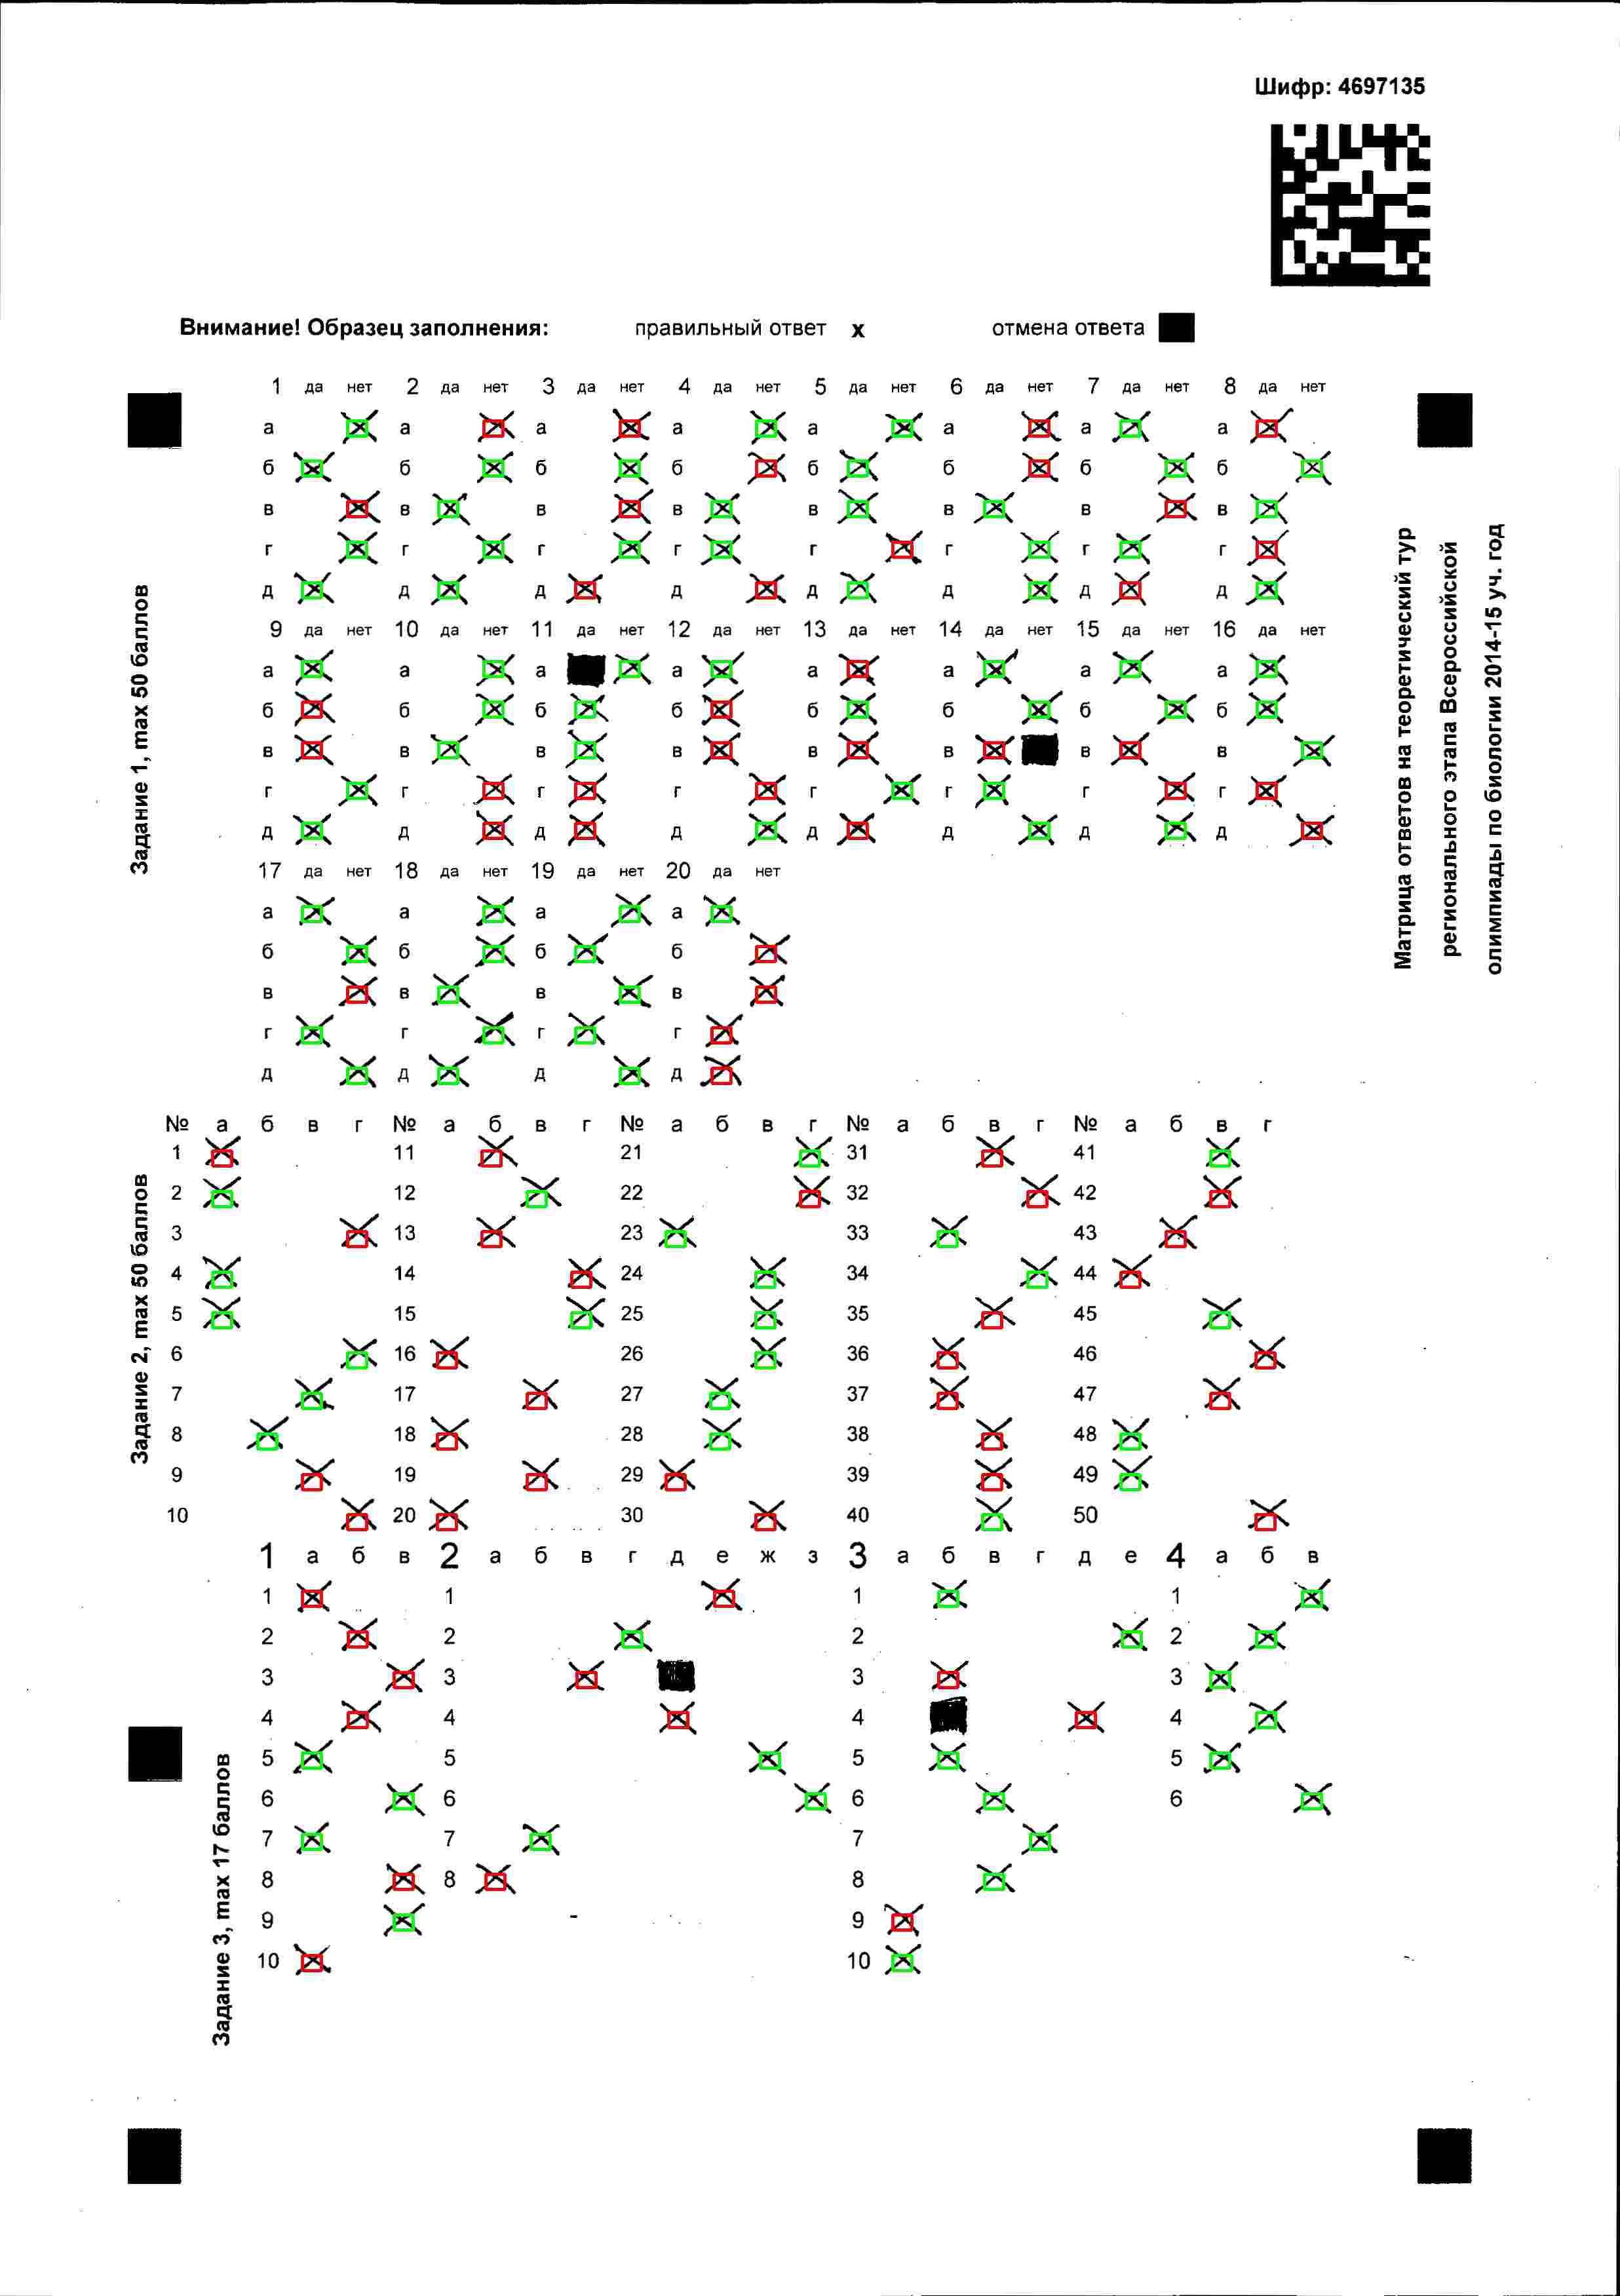 Шифр: 4697135
Внимание! Образец заполнения: правильный ответ х отмена ответа
Задание 1, max 50 баллов
1 да нет 2 да нет 3 да нет 4 да нет 5 да нет 6 да нет 7 да нет 8 да нет
а а а а а а а а
б б б б б б б б
в в в в в в в в
г г г г г г г г
д д д д д д д д
9 да нет 10 да нет 11 да нет 12 да нет 13 да нет 14 да нет 15 да нет 16 да нет
а а а а а а а а
б б б б б б б б
в в в в в в в в
г г г г г г г г
д д д д д д д д
17 да нет 18 да нет 19 да нет 20 да нет
а а а а
б б б б
в в в в
г г г г
д д д д
Матрица ответов на теоретический тур
регионального этапа Всероссийской
олимпиады по биологии 2014-15 уч. год
Задание 2, max 50 баллов
№ а б в г № а б в г № а б в г № а б в г № а б в г
1 11 21 31 41
2 12 22 32 42
3 13 23 33 43
4 14 24 34 44
5 15 25 35 45
6 16 26 36 46
7 17 27 37 47
8 18 28 38 48
9 19 29 39 49
10 20 30 40 50
Задание 3, max 17 баллов
1 а б в 2 а б в г д е ж з 3 а б в г д е 4 а б в
1 1 1 1
2 2 2 2
3 3 3 3
4 4 4 4
5 5 5 5
6 6 6 6
7 7 7
8 8 8
9 9
10 10